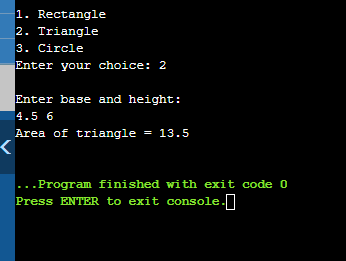 1. Rectangle
2. Triangle
3. Circle
Enter your choice: 2
Enter base and height:
4.5 6
Area of triangle = 13.5
...Program finished with exit code 0
Press ENTER to exit console.